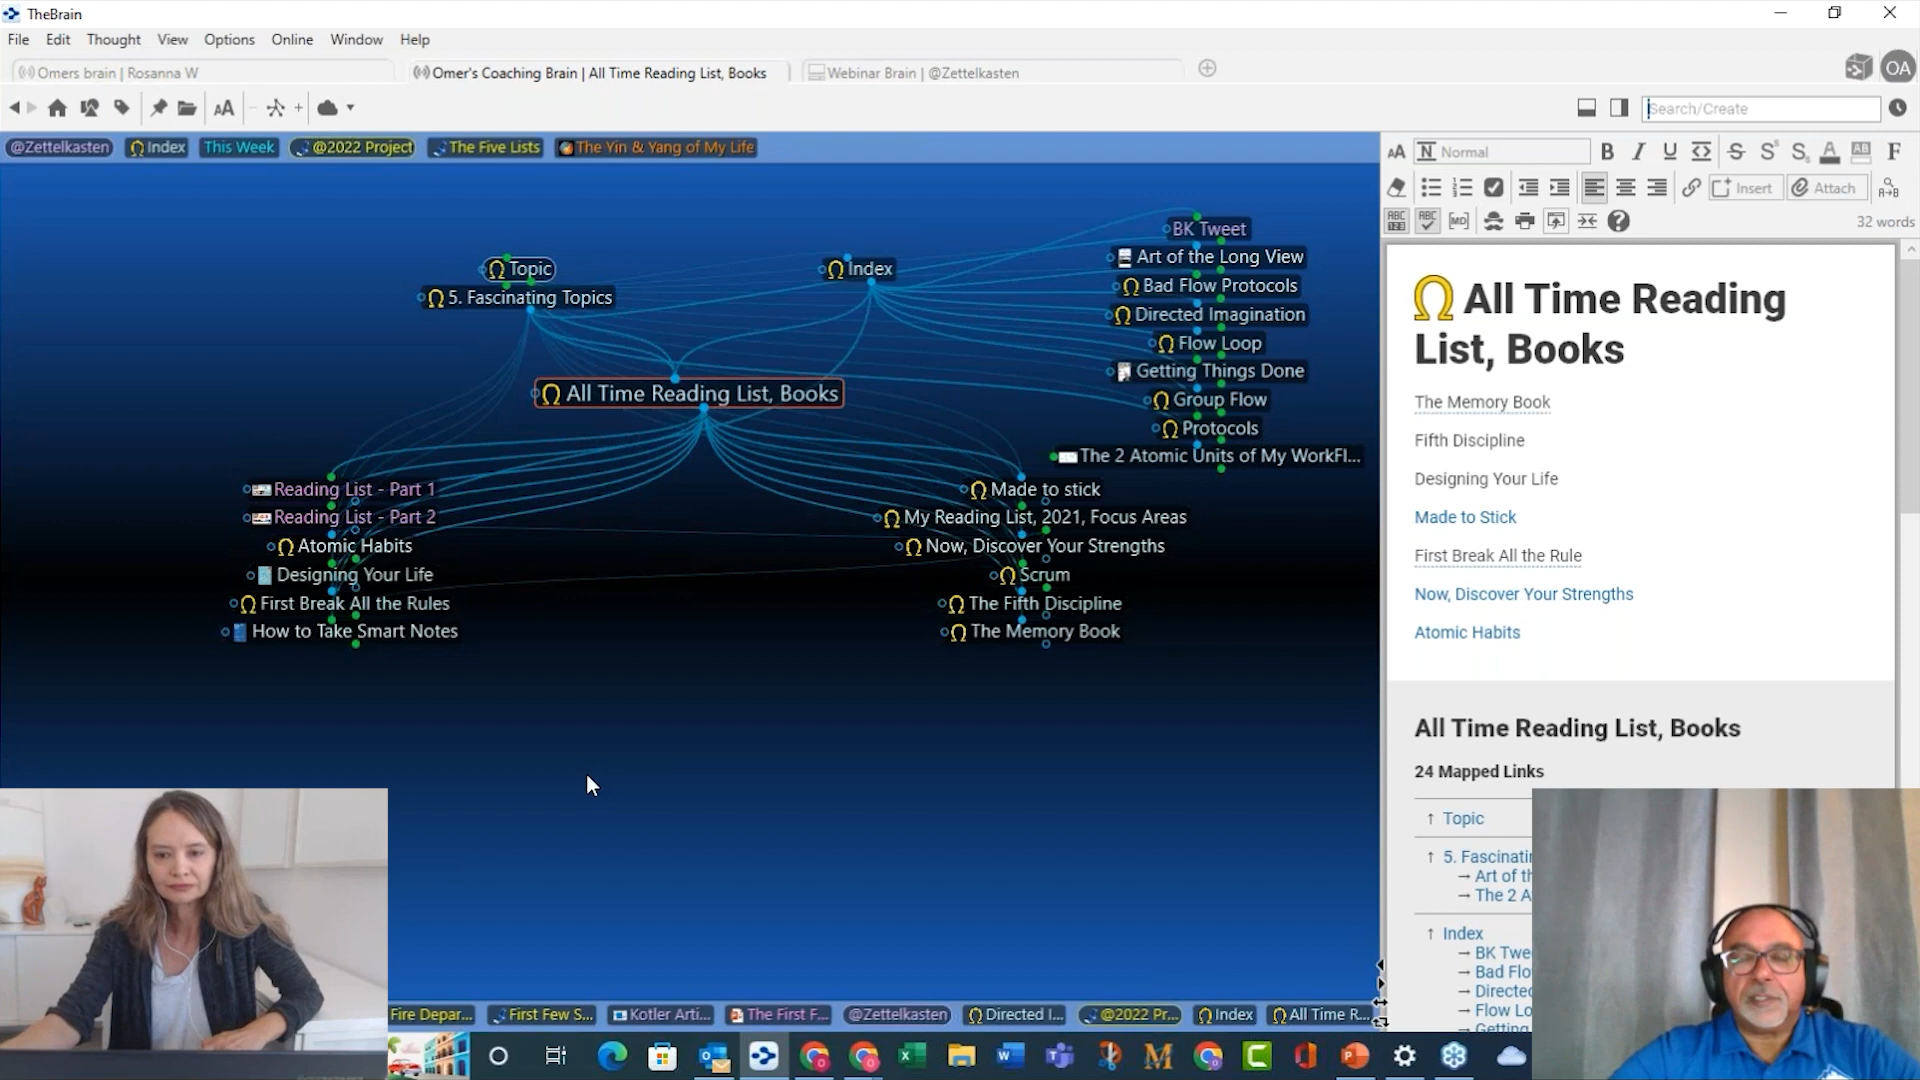 TheBrain
File Edit Thought View Options Online Window Help
Omers brain | Rosanna W
Omer's Coaching Brain | All Time Reading List, Books
Webinar Brain | @Zettelkasten
OA
Search/Create
@Zettelkasten
Index
This Week
@2022 Project
The Five Lists
The Yin & Yang of My Life
Topic
5. Fascinating Topics
Index
All Time Reading List, Books
BK Tweet
Art of the Long View
Bad Flow Protocols
Directed Imagination
Flow Loop
Getting Things Done
Group Flow
Protocols
The 2 Atomic Units of My WorkFl...
Reading List - Part 1
Reading List - Part 2
Atomic Habits
Designing Your Life
First Break All the Rules
How to Take Smart Notes
Made to stick
My Reading List, 2021, Focus Areas
Now, Discover Your Strengths
Scrum
The Fifth Discipline
The Memory Book
Normal
Insert
Attach
32 words
All Time Reading
List, Books
The Memory Book
Fifth Discipline
Designing Your Life
Made to Stick
First Break All the Rule
Now, Discover Your Strengths
Atomic Habits
All Time Reading List, Books
24 Mapped Links
Topic
5. Fascinati
Art of th
The 2 A
Index
BK Twe
Bad Flo
Directed
Flow Lo
Getting
Fire Depar...
First Few S...
Kotler Arti...
The First F...
@Zettelkasten
Directed I...
@2022 Pr...
Index
All Time R...